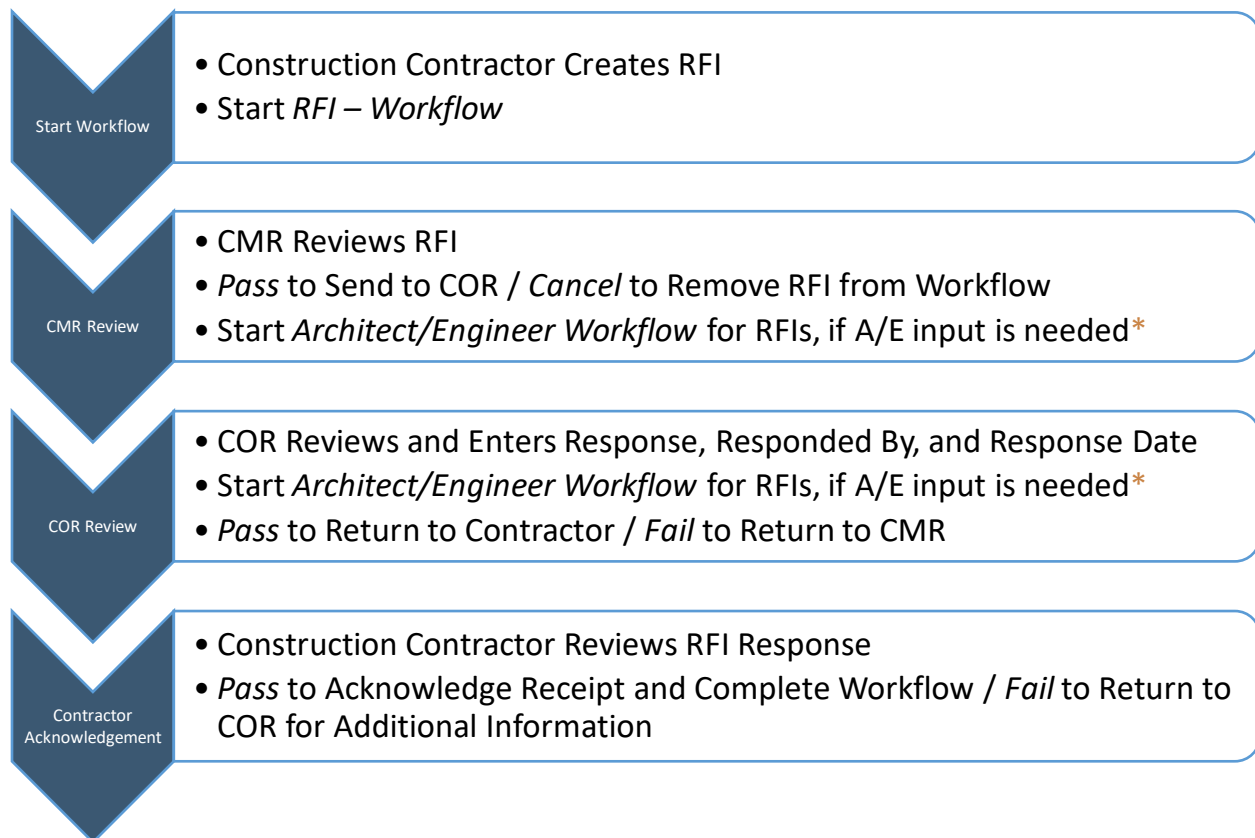 Start Workflow
• Construction Contractor Creates RFI
• Start RFI – Workflow
CMR Review
• CMR Reviews RFI
• Pass to Send to COR / Cancel to Remove RFI from Workflow
• Start Architect/Engineer Workflow for RFIs, if A/E input is needed*
COR Review
• COR Reviews and Enters Response, Responded By, and Response Date
• Start Architect/Engineer Workflow for RFIs, if A/E input is needed*
• Pass to Return to Contractor / Fail to Return to CMR
Contractor
Acknowledgement
• Construction Contractor Reviews RFI Response
• Pass to Acknowledge Receipt and Complete Workflow / Fail to Return to
COR for Additional Information